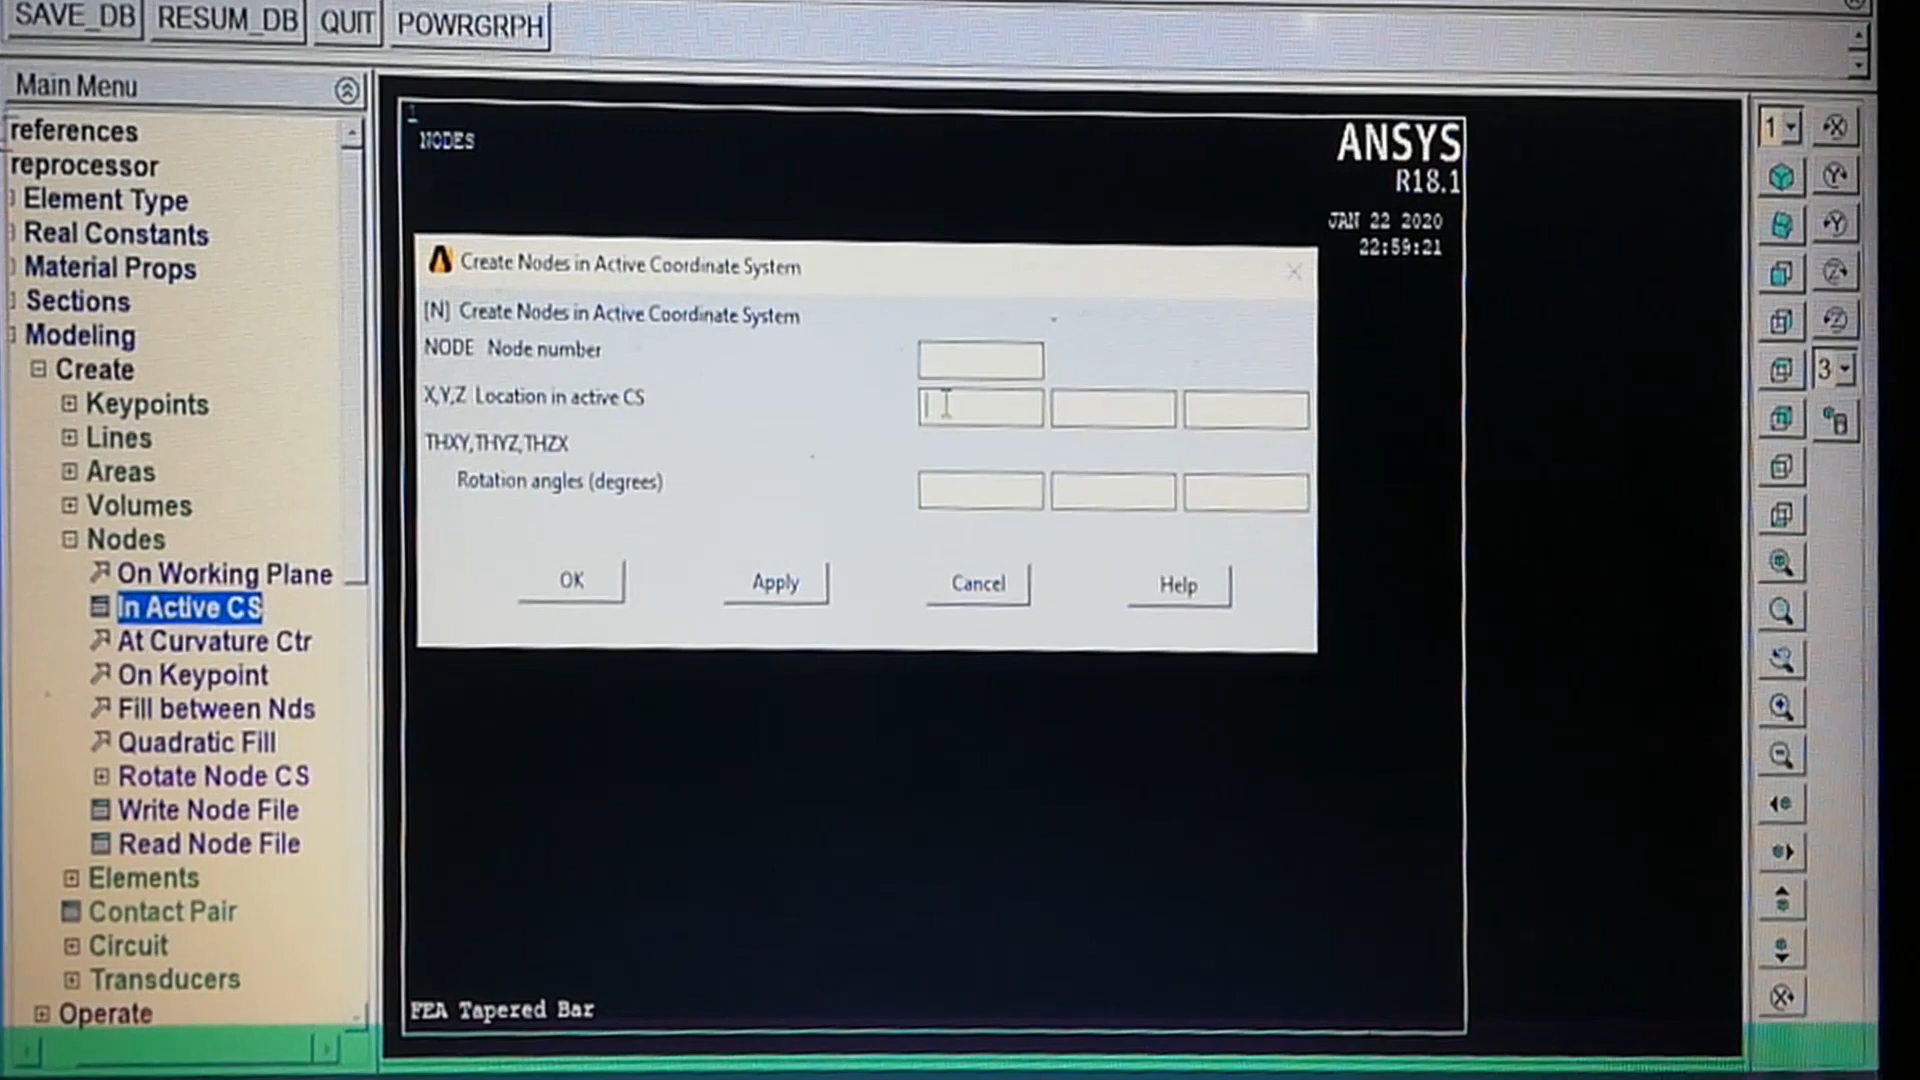 SAVE_DB RESUM_DB QUIT POWRGRPH
Main Menu
references
reprocessor
Element Type
Real Constants
Material Props
Sections
Modeling
Create
Keypoints
Lines
Areas
Volumes
Nodes
On Working Plane
In Active CS
At Curvature Ctr
On Keypoint
Fill between Nds
Quadratic Fill
Rotate Node CS
Write Node File
Read Node File
Elements
Contact Pair
Circuit
Transducers
Operate
1
NODES
ANSYS
R18.1
JAN 22 2020
22:59:21
Create Nodes in Active Coordinate System
[N] Create Nodes in Active Coordinate System
NODE Node number
X,Y,Z Location in active CS
THXY,THYZ,THZX
Rotation angles (degrees)
OK Apply Cancel Help
FEA Tapered Bar
1
X
Y
Y
Z
Z
3
X